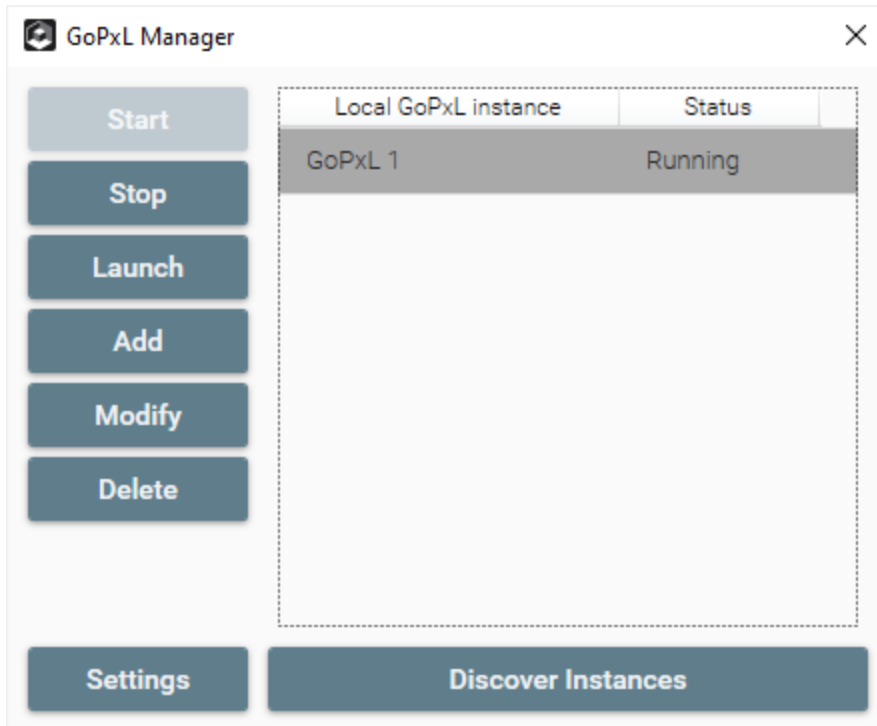 GoPxL Manager
Start
Stop
Launch
Add
Modify
Delete
Local GoPxL instance Status
GoPxL 1 Running
Settings
Discover Instances